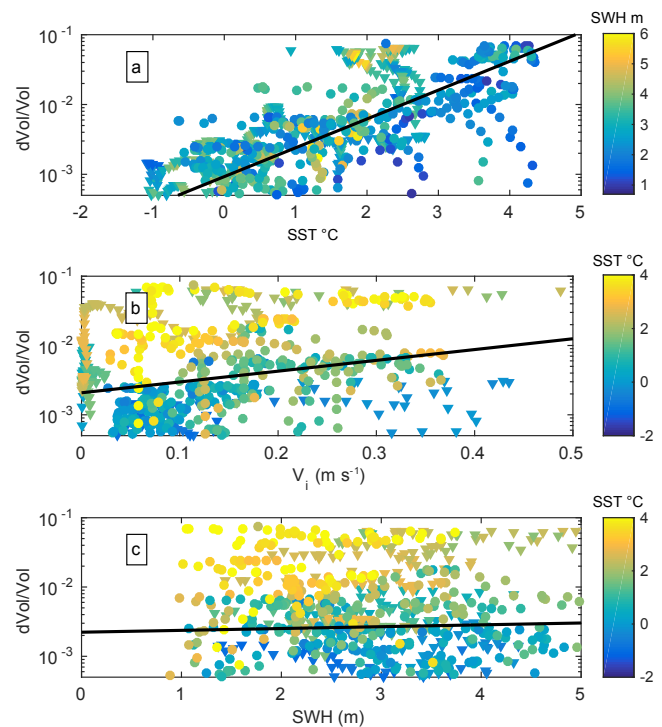 SWH m
a
dVol/Vol
10⁻¹
10⁻²
10⁻³
-2 -1 0 1 2 3 4 5
SST °C
6
5
4
3
2
1
SST °C
b
dVol/Vol
10⁻¹
10⁻²
10⁻³
0 0.1 0.2 0.3 0.4 0.5
V_i (m s⁻¹)
4
2
0
-2
SST °C
c
dVol/Vol
10⁻¹
10⁻²
10⁻³
0 1 2 3 4 5
SWH (m)
4
2
0
-2